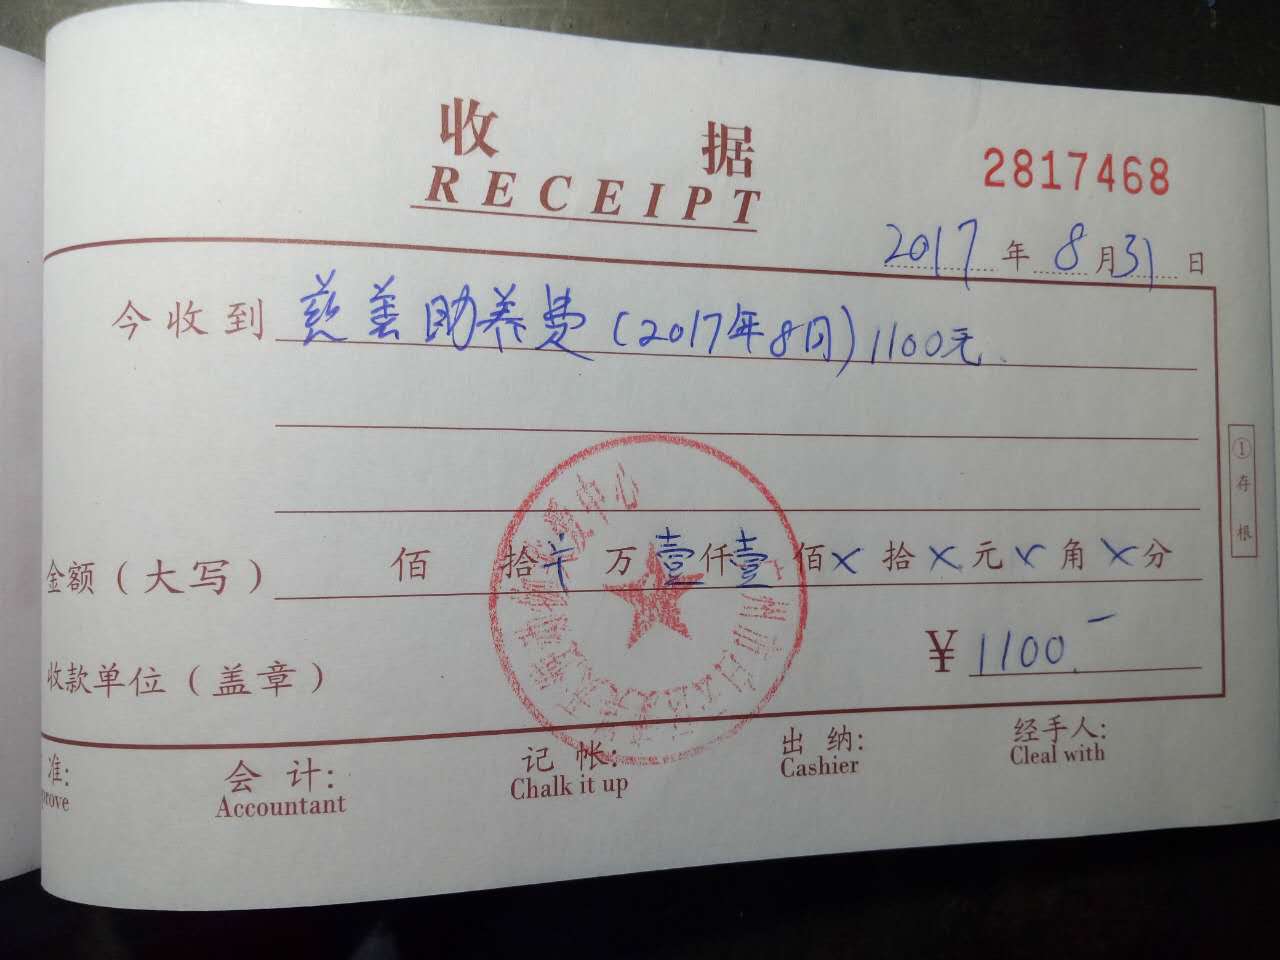 收 据
RECEIPT
2817468
2017 年 8 月 31 日
今收到 慈善助养费(2017年8月)1100元
金额(大写) 佰 拾 万 壹仟 壹佰 X 拾 X 元 X 角 X 分
收款单位(盖章)
¥ 1100
①存根
准: 会 计: 记 帐: 出 纳: 经手人:
Accountant Chalk it up Cashier Cleal with